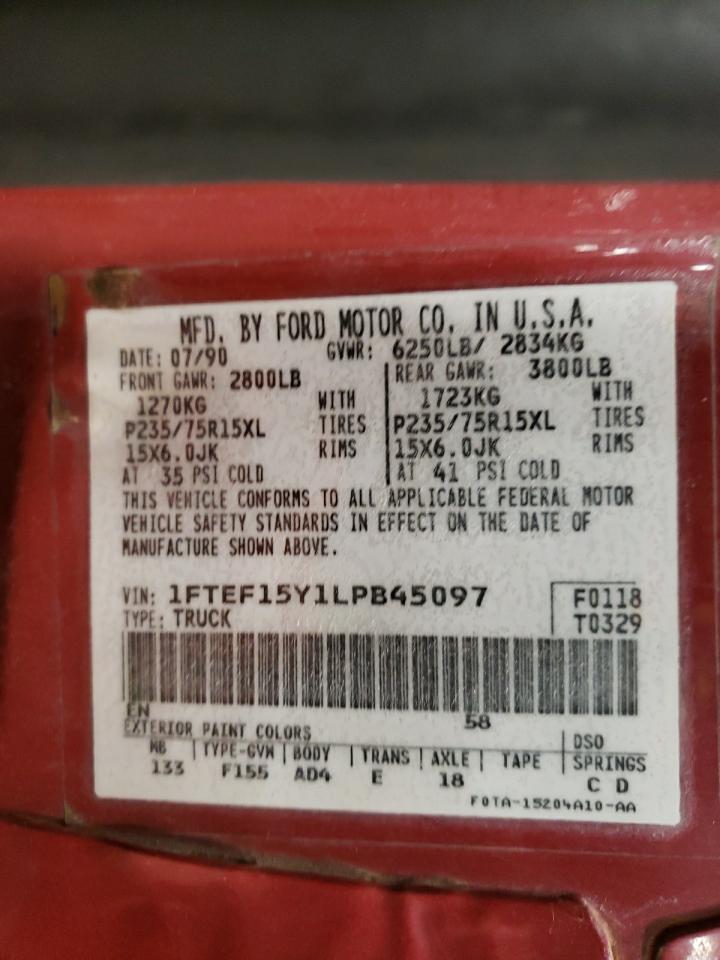 MFD. BY FORD MOTOR CO. IN U.S.A.
DATE: 07/90 GVWR: 6250LB/ 2834KG
FRONT GAWR: 2800LB REAR GAWR: 3800LB
1270KG WITH 1723KG WITH
P235/75R15XL TIRES P235/75R15XL TIRES
15X6.0JK RIMS 15X6.0JK RIMS
AT 35 PSI COLD AT 41 PSI COLD
THIS VEHICLE CONFORMS TO ALL APPLICABLE FEDERAL MOTOR
VEHICLE SAFETY STANDARDS IN EFFECT ON THE DATE OF
MANUFACTURE SHOWN ABOVE.
VIN: 1FTEF15Y1LPB45097 F0118
TYPE: TRUCK T0329
EN 58
EXTERIOR PAINT COLORS DSO
WB TYPE-GVW BODY TRANS AXLE TAPE SPRINGS
133 F155 AD4 E 18 C D
F0TA-15204A10-AA